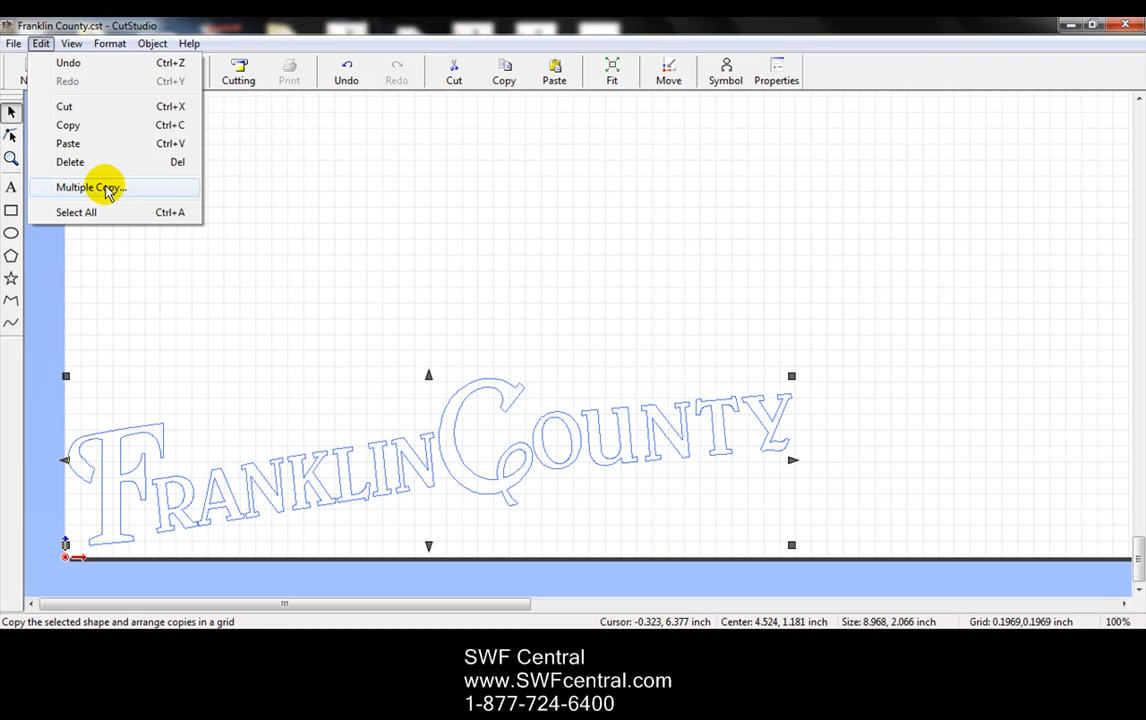 Franklin County.cst - CutStudio
File Edit View Format Object Help
Cutting Print Undo Redo Cut Copy Paste Fit Move Symbol Properties
Undo Ctrl+Z
Redo Ctrl+Y
Cut Ctrl+X
Copy Ctrl+C
Paste Ctrl+V
Delete Del
Multiple Copy...
Select All Ctrl+A
A
FRANKLIN COUNTY
Copy the selected shape and arrange copies in a grid Cursor: -0.323, 6.377 inch Center: 4.524, 1.181 inch Size: 8.968, 2.066 inch Grid: 0.1969,0.1969 inch 100%
SWF Central
www.SWFcentral.com
1-877-724-6400